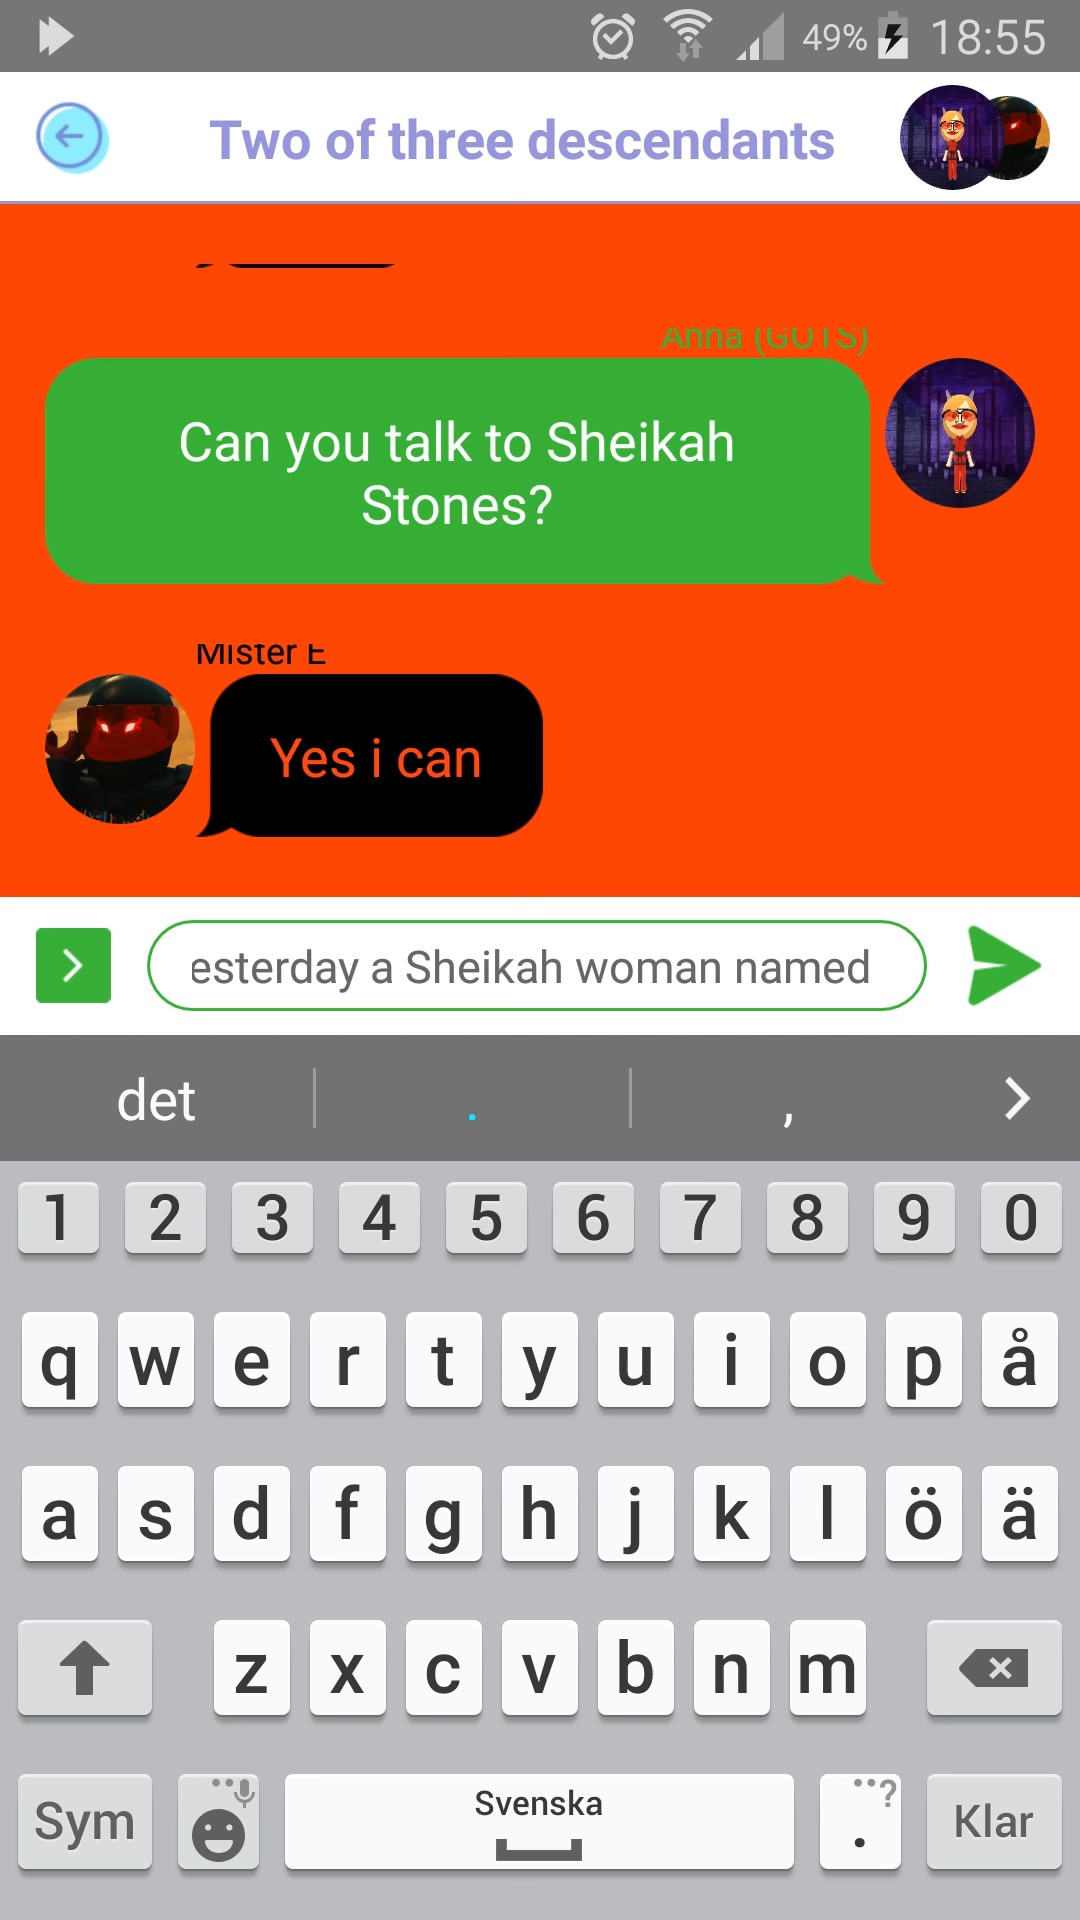 49% 18:55
Two of three descendants
Anna (GOTS)
Can you talk to Sheikah
Stones?
Mister E
Yes i can
esterday a Sheikah woman named
det . ,
1 2 3 4 5 6 7 8 9 0
q w e r t y u i o p å
a s d f g h j k l ö ä
z x c v b n m
?
Svenska
Sym . Klar